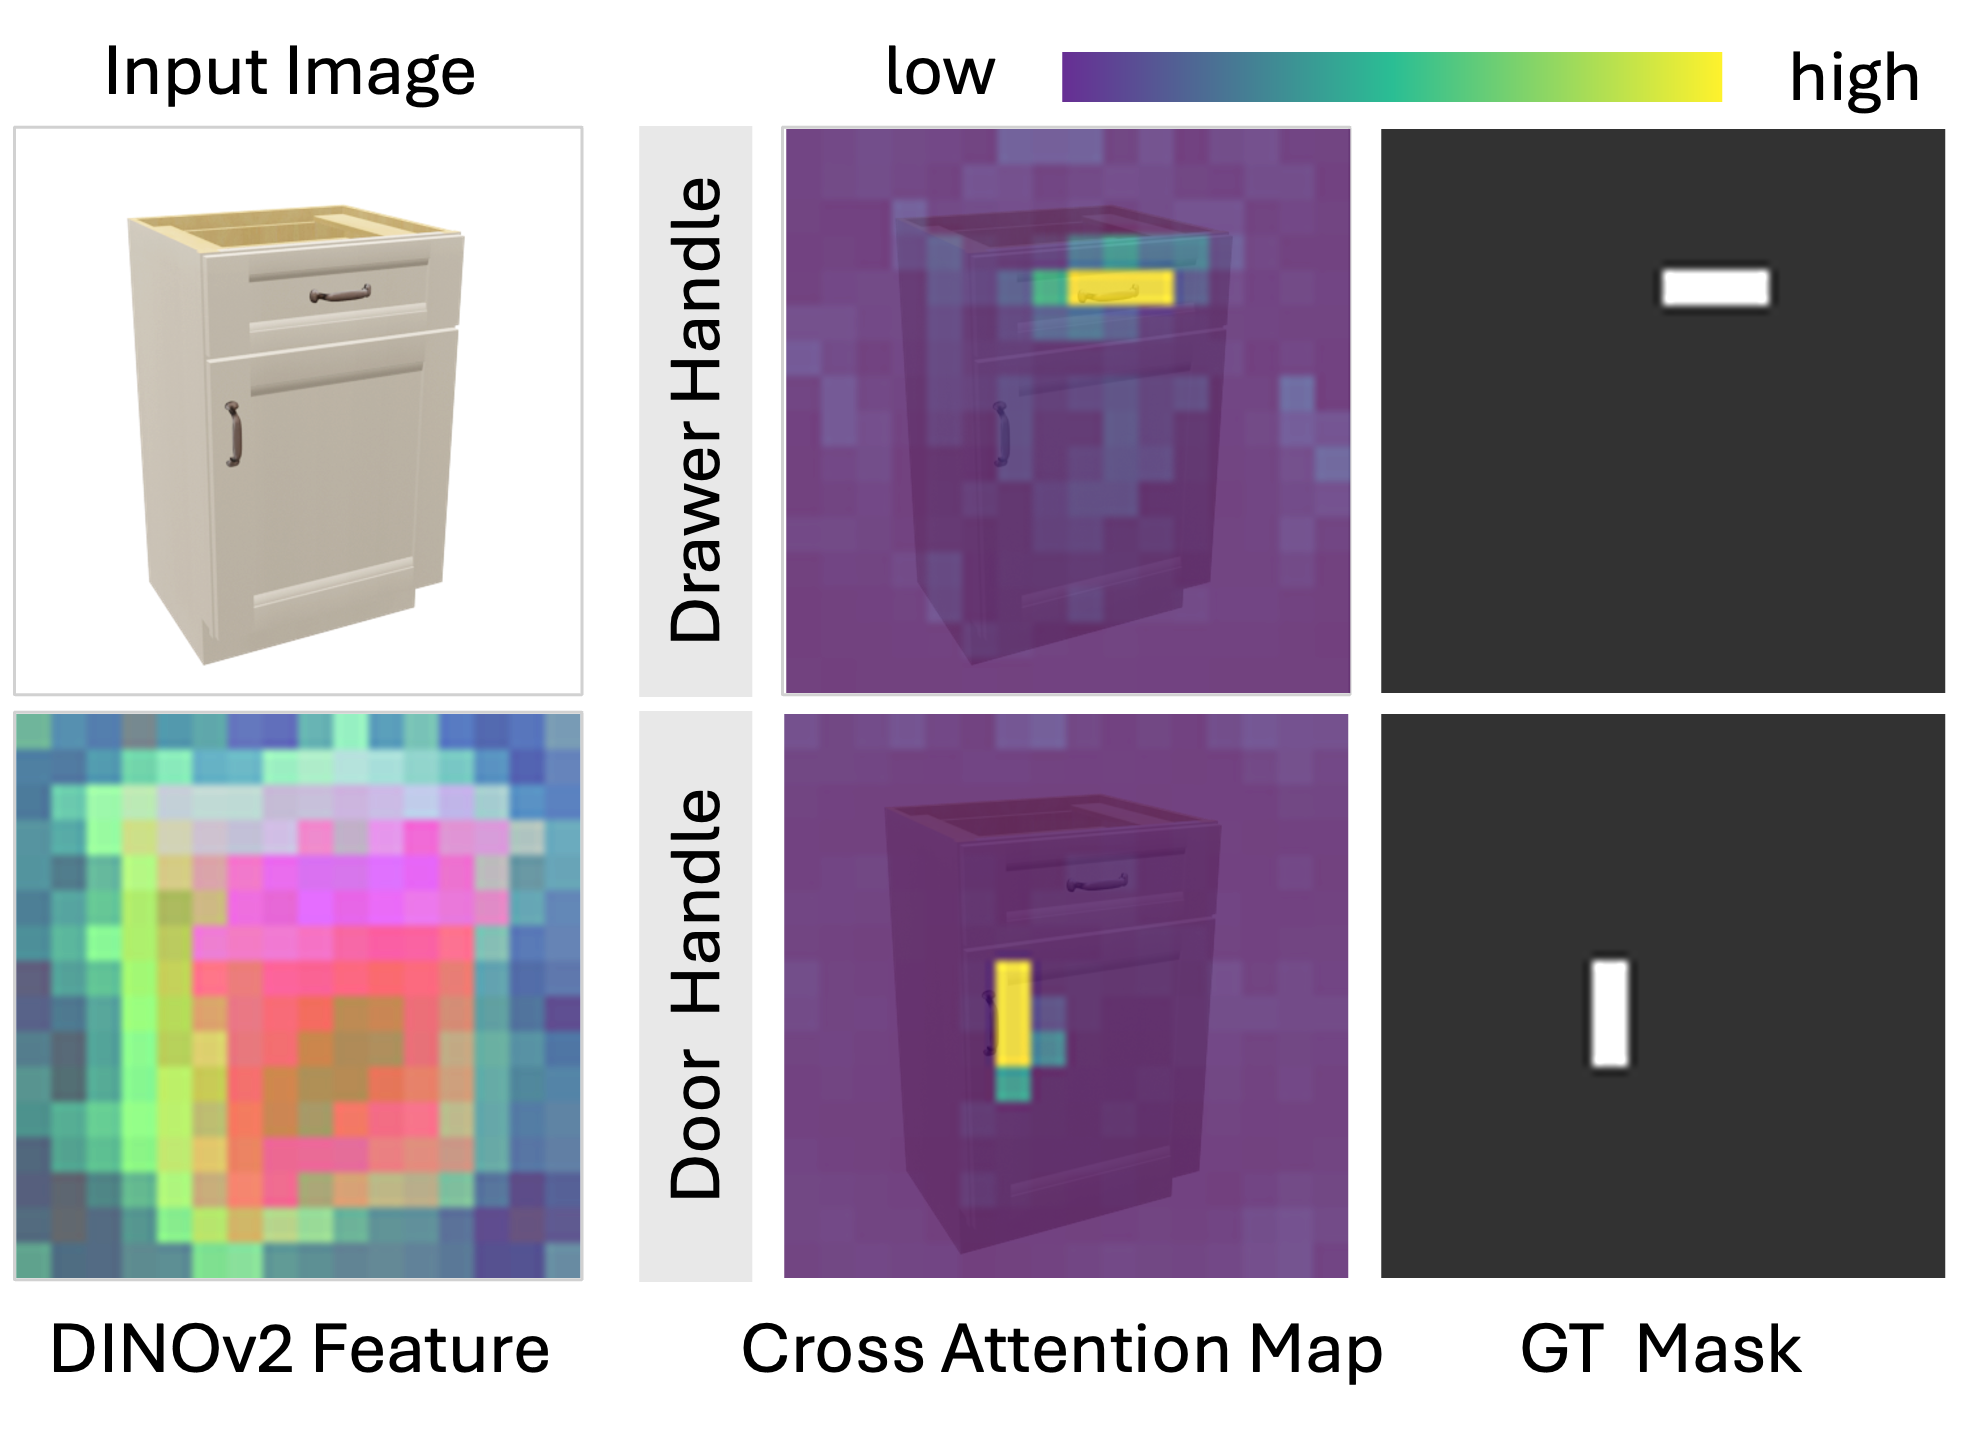 Input Image
low
high
Drawer Handle
Door Handle
DINOv2 Feature
Cross Attention Map
GT Mask